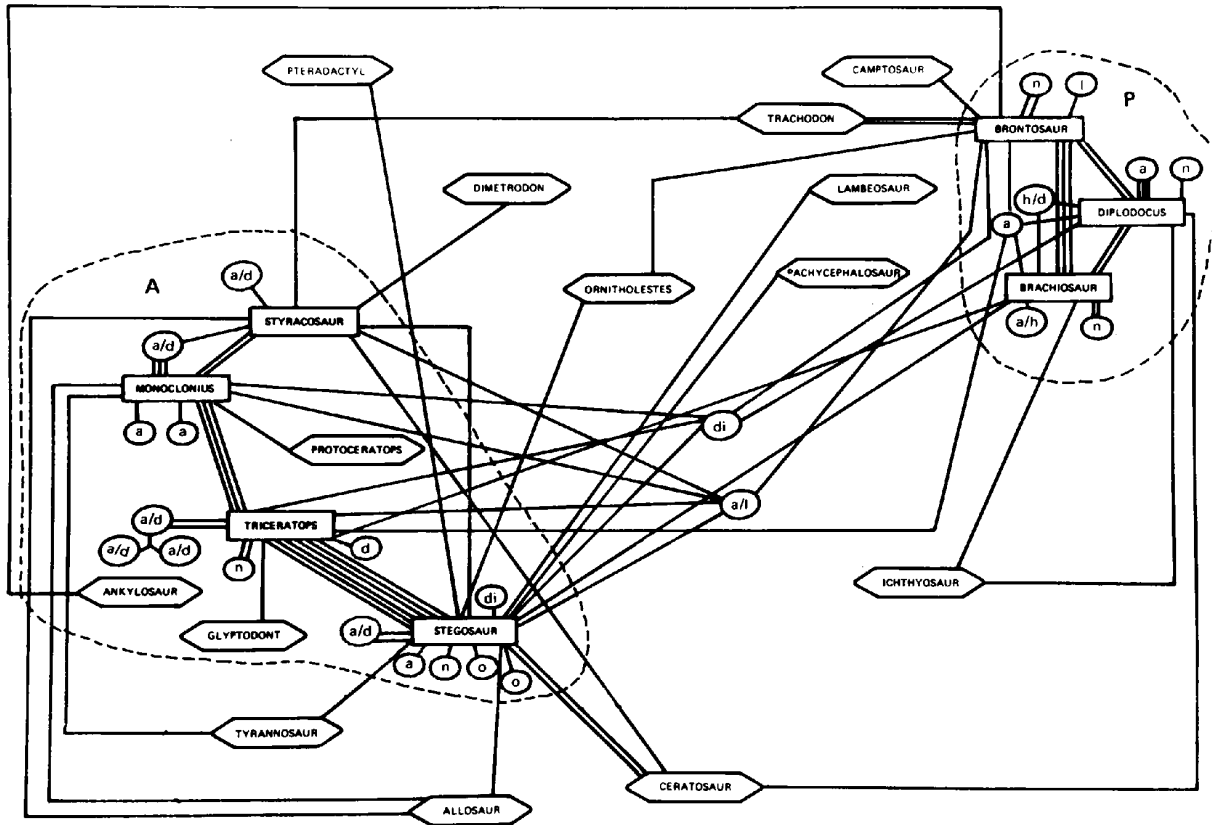 PTERADACTYL
CAMPTOSAUR
P
n
l
TRACHODON
BRONTOSAUR
DIMETRODON
LAMBEOSAUR
a
n
h/d
DIPLODOCUS
a
A
a/d
ORNITHOLESTES
PACHYCEPHALOSAUR
BRACHIOSAUR
STYRACOSAUR
a/h
n
a/d
MONOCLONIUS
a
a
di
PROTOCERATOPS
a/l
a/d
TRICERATOPS
d
a/d
a/d
n
ANKYLOSAUR
ICHTHYOSAUR
di
GLYPTODONT
a/d
STEGOSAUR
a
n
o
o
TYRANNOSAUR
CERATOSAUR
ALLOSAUR